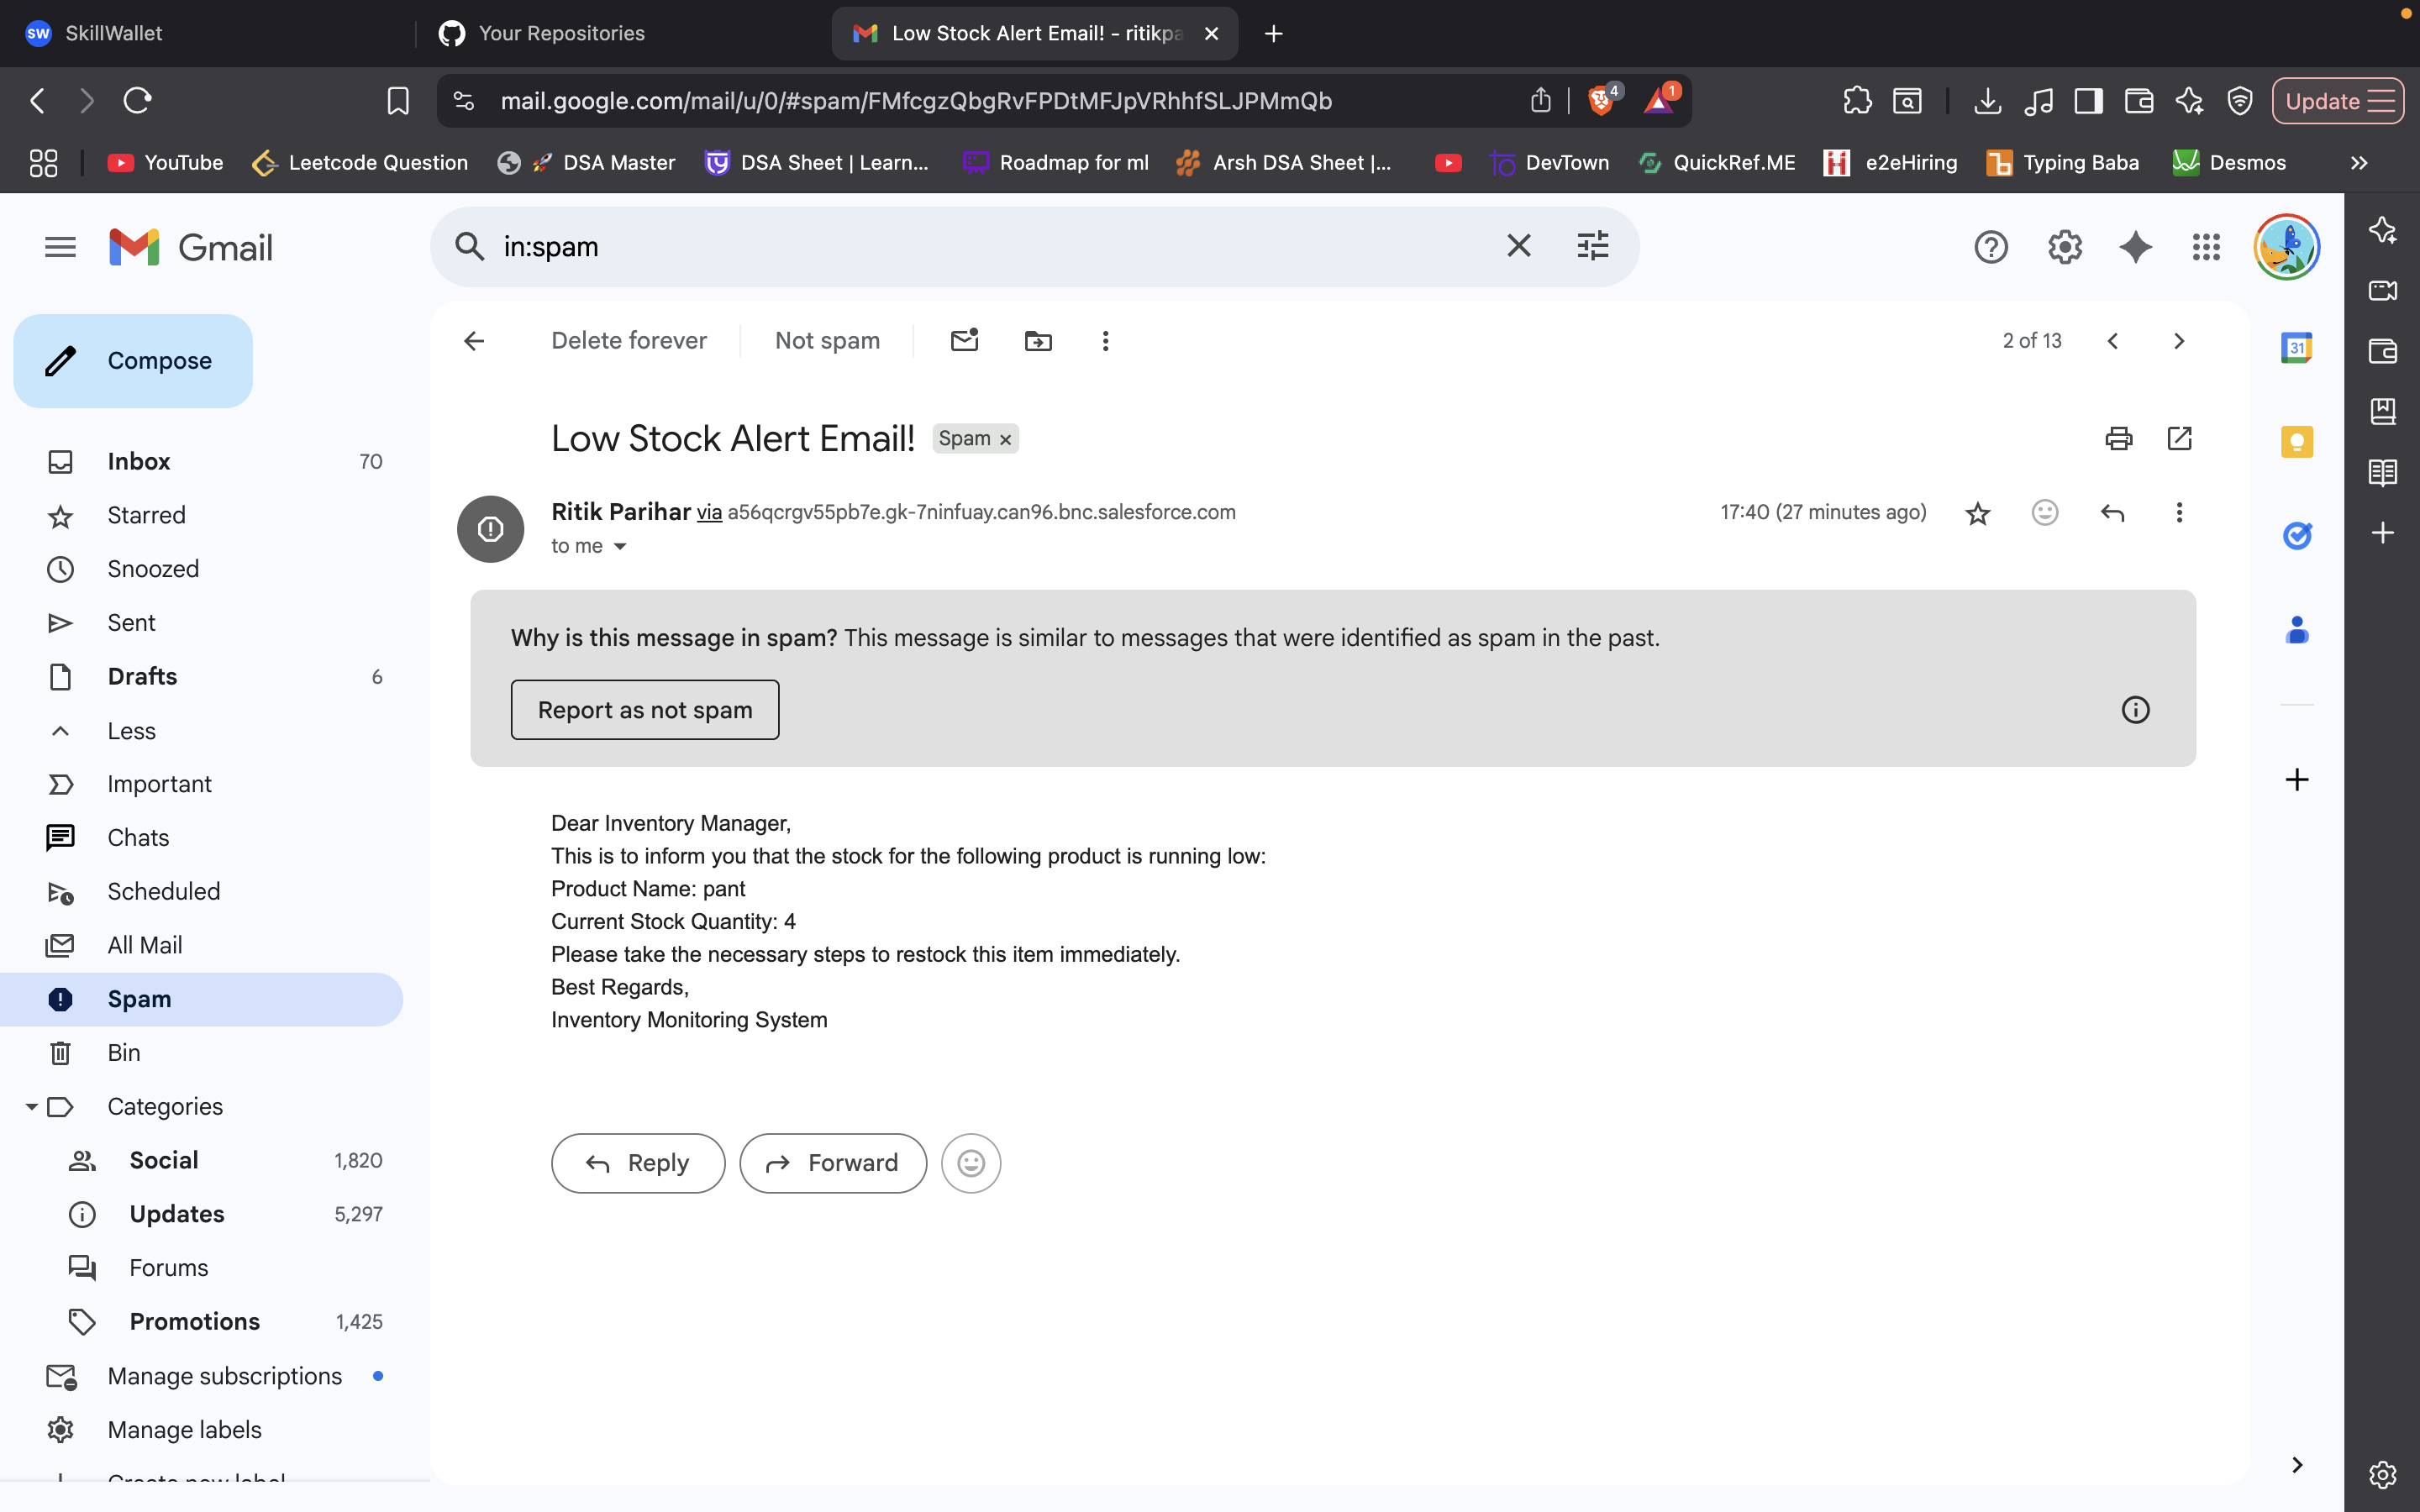 SW SkillWallet
Your Repositories
Low Stock Alert Email! - ritikpa
mail.google.com/mail/u/0/#spam/FMfcgzQbgRvFPDtMFJpVRhhfSLJPMmQb
4
1
Update
YouTube
Leetcode Question
DSA Master
DSA Sheet | Learn...
Roadmap for ml
Arsh DSA Sheet |...
DevTown
QuickRef.ME
e2eHiring
Typing Baba
Desmos
Gmail
in:spam
Compose
Inbox 70
Starred
Snoozed
Sent
Drafts 6
Less
Important
Chats
Scheduled
All Mail
Spam
Bin
Categories
Social 1,820
Updates 5,297
Forums
Promotions 1,425
Manage subscriptions
Manage labels
Create new label
Delete forever
Not spam
2 of 13
Low Stock Alert Email! Spam
Ritik Parihar via a56qcrgv55pb7e.gk-7ninfuay.can96.bnc.salesforce.com
17:40 (27 minutes ago)
to me
Why is this message in spam? This message is similar to messages that were identified as spam in the past.
Report as not spam
Dear Inventory Manager,
This is to inform you that the stock for the following product is running low:
Product Name: pant
Current Stock Quantity: 4
Please take the necessary steps to restock this item immediately.
Best Regards,
Inventory Monitoring System
Reply
Forward
31